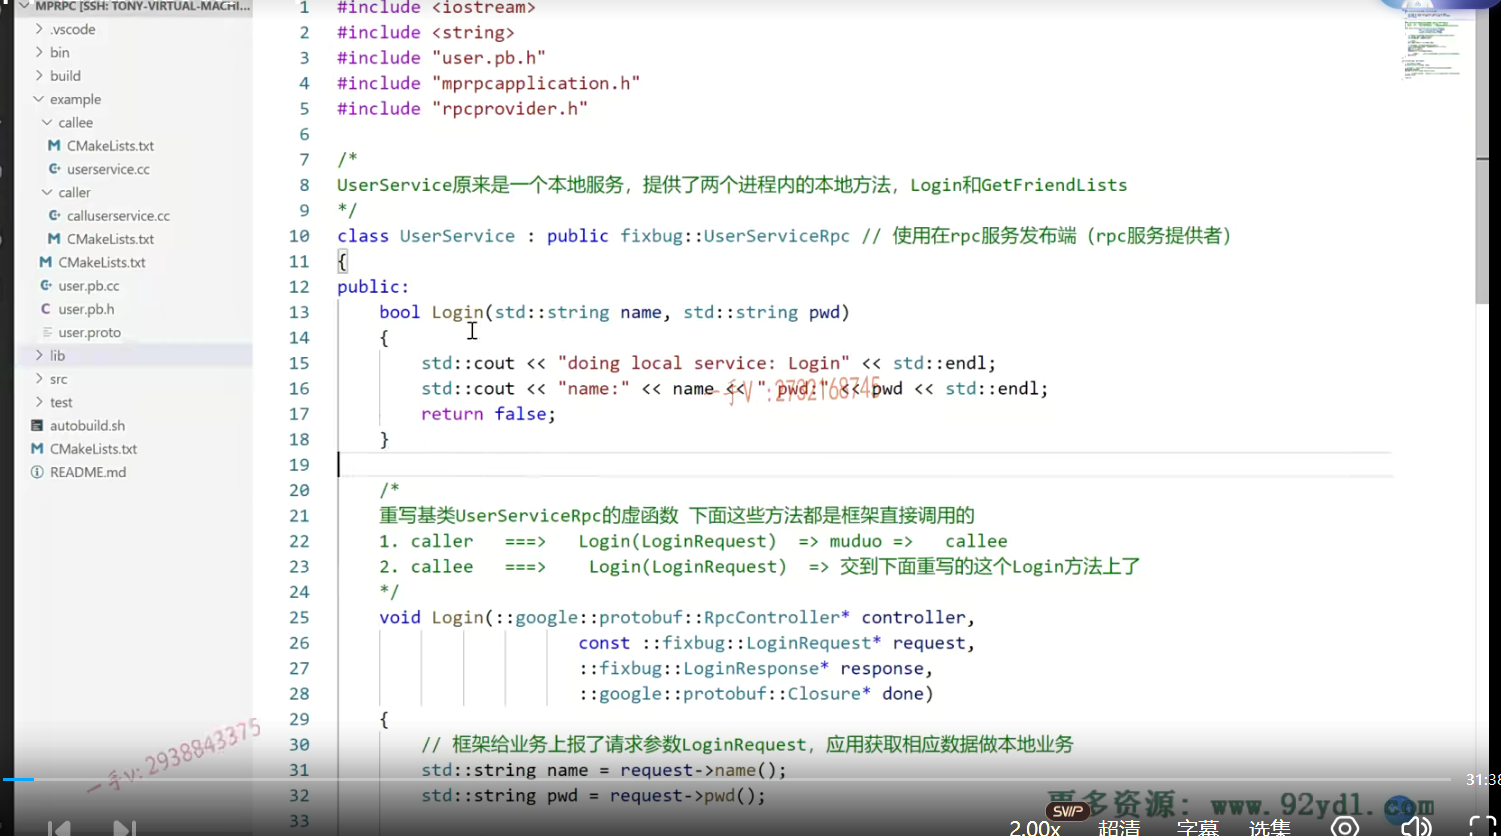 MPRPC [SSH: TONY-VIRTUAL-MACHI...
.vscode
bin
build
example
callee
CMakeLists.txt
userservice.cc
caller
calluserservice.cc
CMakeLists.txt
CMakeLists.txt
user.pb.cc
user.pb.h
user.proto
lib
src
test
autobuild.sh
CMakeLists.txt
README.md
1 #include <iostream>
2 #include <string>
3 #include "user.pb.h"
4 #include "mprpcapplication.h"
5 #include "rpcprovider.h"
6
7 /*
8 UserService原来是一个本地服务，提供了两个进程内的本地方法，Login和GetFriendLists
9 */
10 class UserService : public fixbug::UserServiceRpc // 使用在rpc服务发布端（rpc服务提供者）
11 {
12 public:
13 bool Login(std::string name, std::string pwd)
14 {
15 std::cout << "doing local service: Login" << std::endl;
16 std::cout << "name:" << name << " pwd:" << pwd << std::endl;
17 return false;
18 }
19
20 /*
21 重写基类UserServiceRpc的虚函数 下面这些方法都是框架直接调用的
22 1. caller ===> Login(LoginRequest) => muduo => callee
23 2. callee ===> Login(LoginRequest) => 交到下面重写的这个Login方法上了
24 */
25 void Login(::google::protobuf::RpcController* controller,
26 const ::fixbug::LoginRequest* request,
27 ::fixbug::LoginResponse* response,
28 ::google::protobuf::Closure* done)
29 {
30 // 框架给业务上报了请求参数LoginRequest，应用获取相应数据做本地业务
31 std::string name = request->name();
32 std::string pwd = request->pwd();
33
一手V:2732168745
一手V:2938843375
31:38
更多资源：www.92ydl.com
SVIP
2.00x 超清 字幕 选集